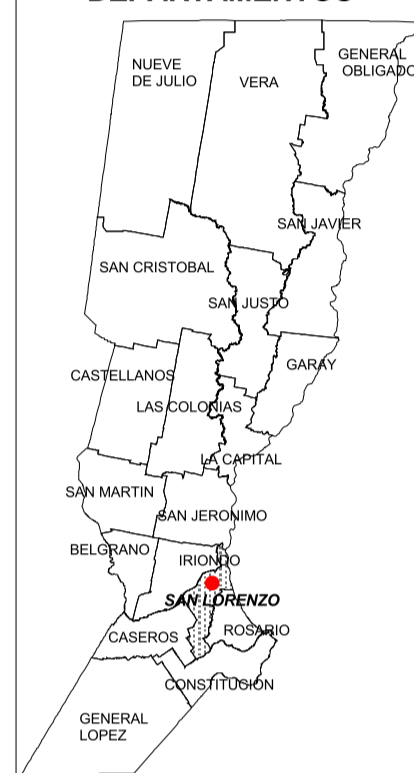 DEPARTAMENTOS
GENERAL
OBLIGADO
NUEVE
DE JULIO
VERA
SAN JAVIER
SAN CRISTOBAL
SAN JUSTO
GARAY
CASTELLANOS
LAS COLONIAS
LA CAPITAL
SAN MARTIN
SAN JERONIMO
BELGRANO
IRIONDO
SAN LORENZO
ROSARIO
CASEROS
CONSTITUCIÓN
GENERAL
LOPEZ